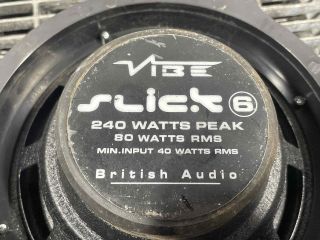 VIBE
SLICK 6
240 WATTS PEAK
80 WATTS RMS
MIN.INPUT 40 WATTS RMS
British Audio